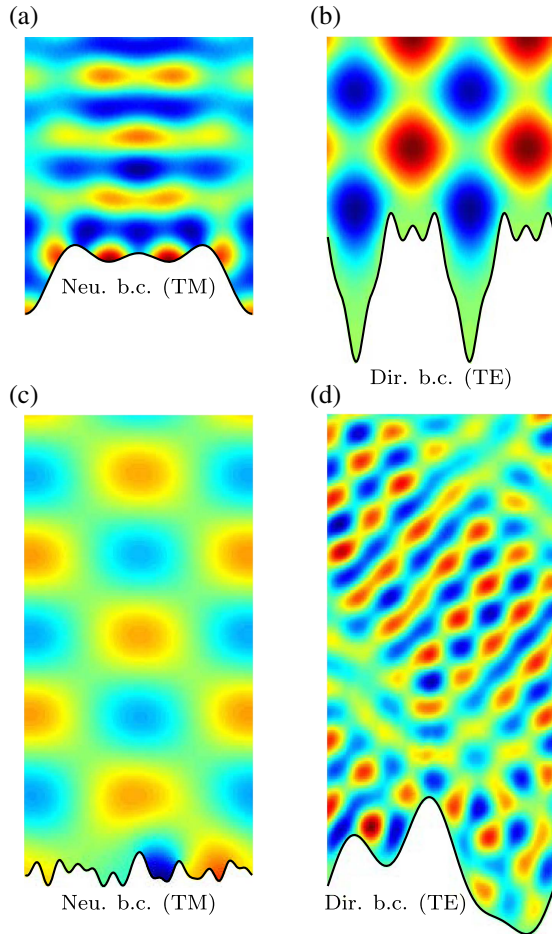 (a)
(b)
Neu. b.c. (TM)
Dir. b.c. (TE)
(c)
(d)
Neu. b.c. (TM)
Dir. b.c. (TE)